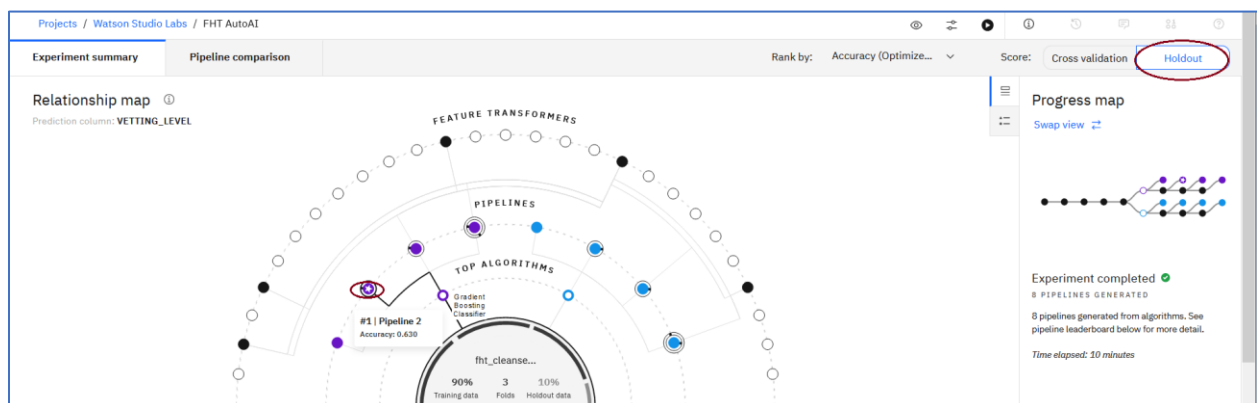 Projects / Watson Studio Labs / FHT AutoAI
Experiment summary
Pipeline comparison
Rank by: Accuracy (Optimize...
Score: Cross validation Holdout
Relationship map
Prediction column: VETTING_LEVEL
FEATURE TRANSFORMERS
PIPELINES
TOP ALGORITHMS
Gradient
Boosting
Classifier
#1 | Pipeline 2
Accuracy: 0.630
fht_cleanse...
90% 3 10%
Training data Folds Holdout data
Progress map
Swap view
Experiment completed
8 PIPELINES GENERATED
8 pipelines generated from algorithms. See
pipeline leaderboard below for more detail.
Time elapsed: 10 minutes